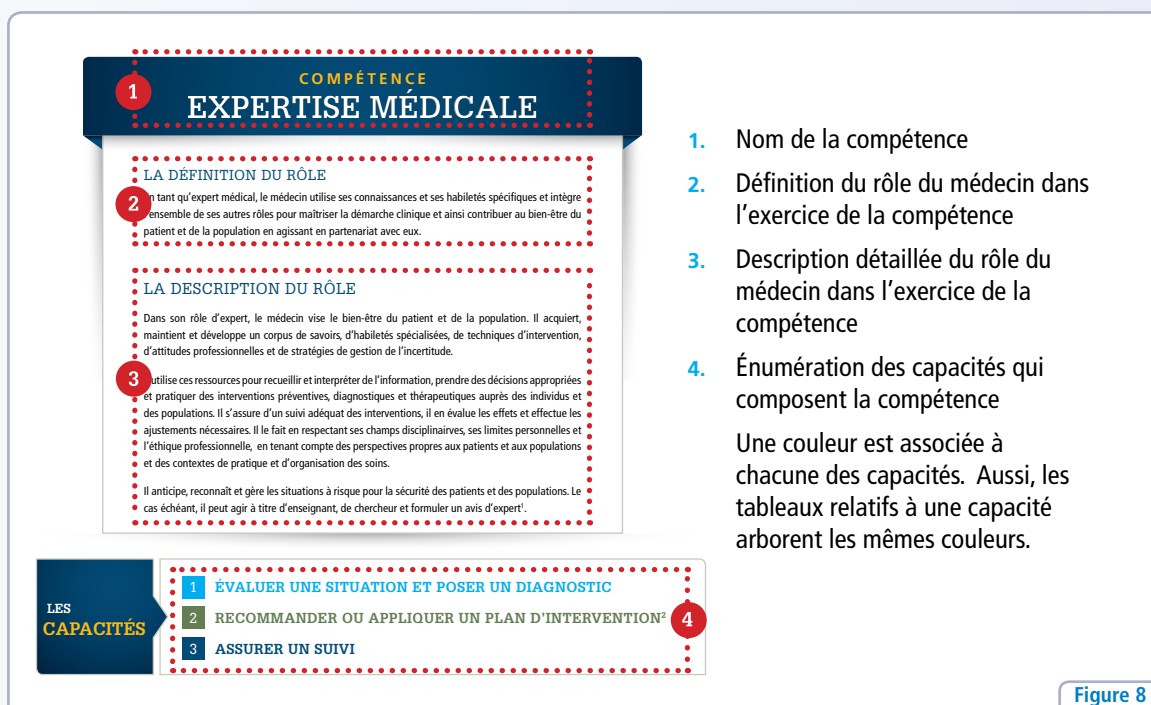 COMPÉTENCE
1
EXPERTISE MÉDICALE
LA DÉFINITION DU RÔLE
2
tant qu'expert médical, le médecin utilise ses connaissances et ses habiletés spécifiques et intègre
ensemble de ses autres rôles pour maîtriser la démarche clinique et ainsi contribuer au bien-être du
patient et de la population en agissant en partenariat avec eux.
LA DESCRIPTION DU RÔLE
Dans son rôle d'expert, le médecin vise le bien-être du patient et de la population. Il acquiert,
maintient et développe un corpus de savoirs, d'habiletés spécialisées, de techniques d'intervention,
d'attitudes professionnelles et de stratégies de gestion de l'incertitude.
3
utilise ces ressources pour recueillir et interpréter de l'information, prendre des décisions appropriées
et pratiquer des interventions préventives, diagnostiques et thérapeutiques auprès des individus et
des populations. Il s'assure d'un suivi adéquat des interventions, il en évalue les effets et effectue les
ajustements nécessaires. Il le fait en respectant ses champs disciplinairves, ses limites personnelles et
l'éthique professionnelle, en tenant compte des perspectives propres aux patients et aux populations
et des contextes de pratique et d'organisation des soins.
Il anticipe, reconnaît et gère les situations à risque pour la sécurité des patients et des populations. Le
cas échéant, il peut agir à titre d'enseignant, de chercheur et formuler un avis d'expert¹.
LES
CAPACITÉS
1 ÉVALUER UNE SITUATION ET POSER UN DIAGNOSTIC
2 RECOMMANDER OU APPLIQUER UN PLAN D'INTERVENTION²
3 ASSURER UN SUIVI
4
1. Nom de la compétence
2. Définition du rôle du médecin dans
l'exercice de la compétence
3. Description détaillée du rôle du
médecin dans l'exercice de la
compétence
4. Énumération des capacités qui
composent la compétence
Une couleur est associée à
chacune des capacités. Aussi, les
tableaux relatifs à une capacité
arborent les mêmes couleurs.
Figure 8